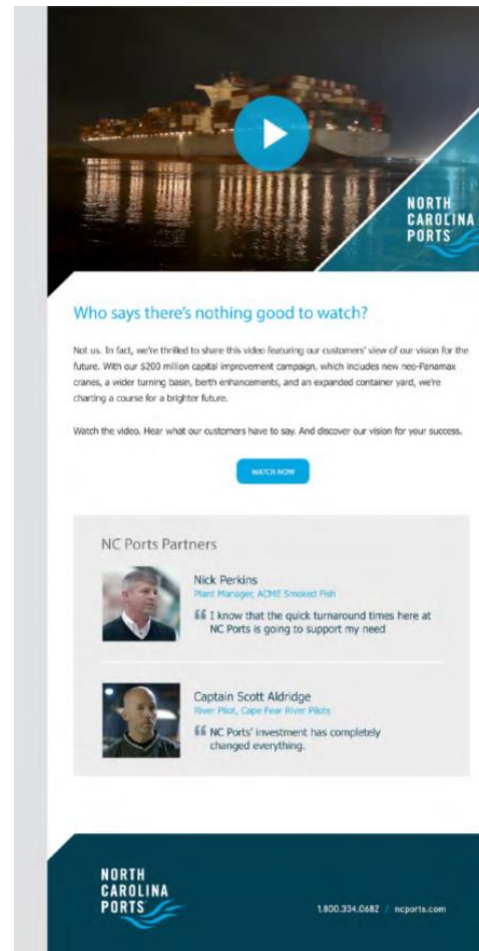 NORTH
CAROLINA
PORTS
Who says there's nothing good to watch?
Not us. In fact, we're thrilled to share this video featuring our customers' view of our vision for the
future. With our $200 million capital improvement campaign, which includes new neo-Panamax
cranes, a wider turning basin, berth enhancements, and an expanded container yard, we're
charting a course for a brighter future.
Watch the video. Hear what our customers have to say. And discover our vision for your success.
WATCH NOW
NC Ports Partners
Nick Perkins
Plant Manager, ACME Smoked Fish
“ I know that the quick turnaround times here at
NC Ports is going to support my need
Captain Scott Aldridge
River Pilot, Cape Fear River Pilots
“ NC Ports' investment has completely
changed everything.
NORTH
CAROLINA
PORTS
1.800.334.0682 / ncports.com